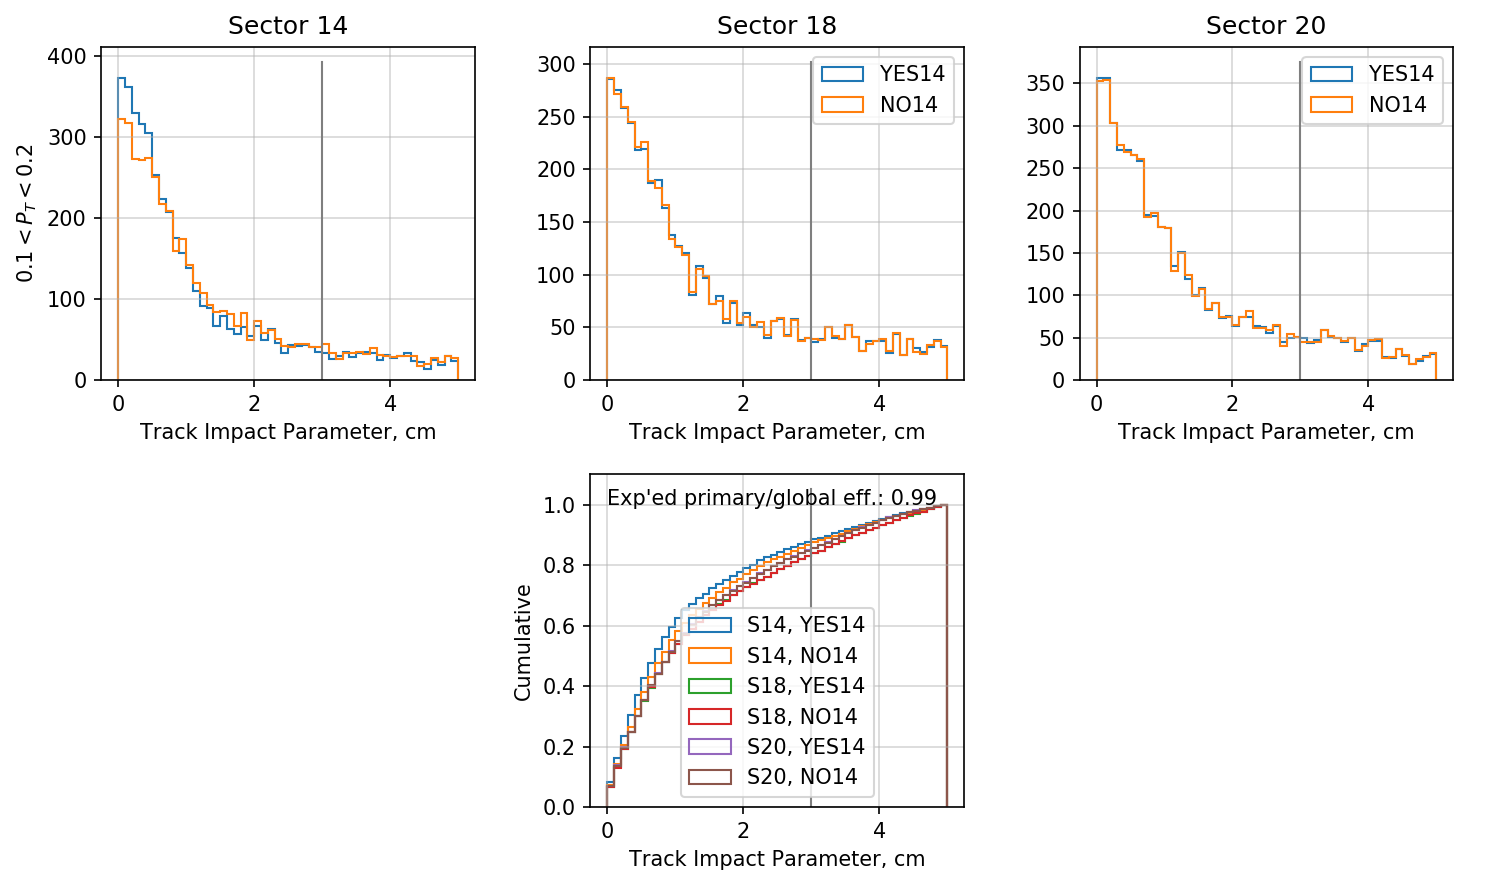 Sector 14
Sector 18
Sector 20
0.1 < P_T < 0.2
400
300
200
100
0
0 2 4
Track Impact Parameter, cm
YES14
NO14
300
250
200
150
100
50
0
0 2 4
Track Impact Parameter, cm
YES14
NO14
350
300
250
200
150
100
50
0
0 2 4
Track Impact Parameter, cm
Exp'ed primary/global eff.: 0.99
Cumulative
1.0
0.8
0.6
0.4
0.2
0.0
S14, YES14
S14, NO14
S18, YES14
S18, NO14
S20, YES14
S20, NO14
0 2 4
Track Impact Parameter, cm